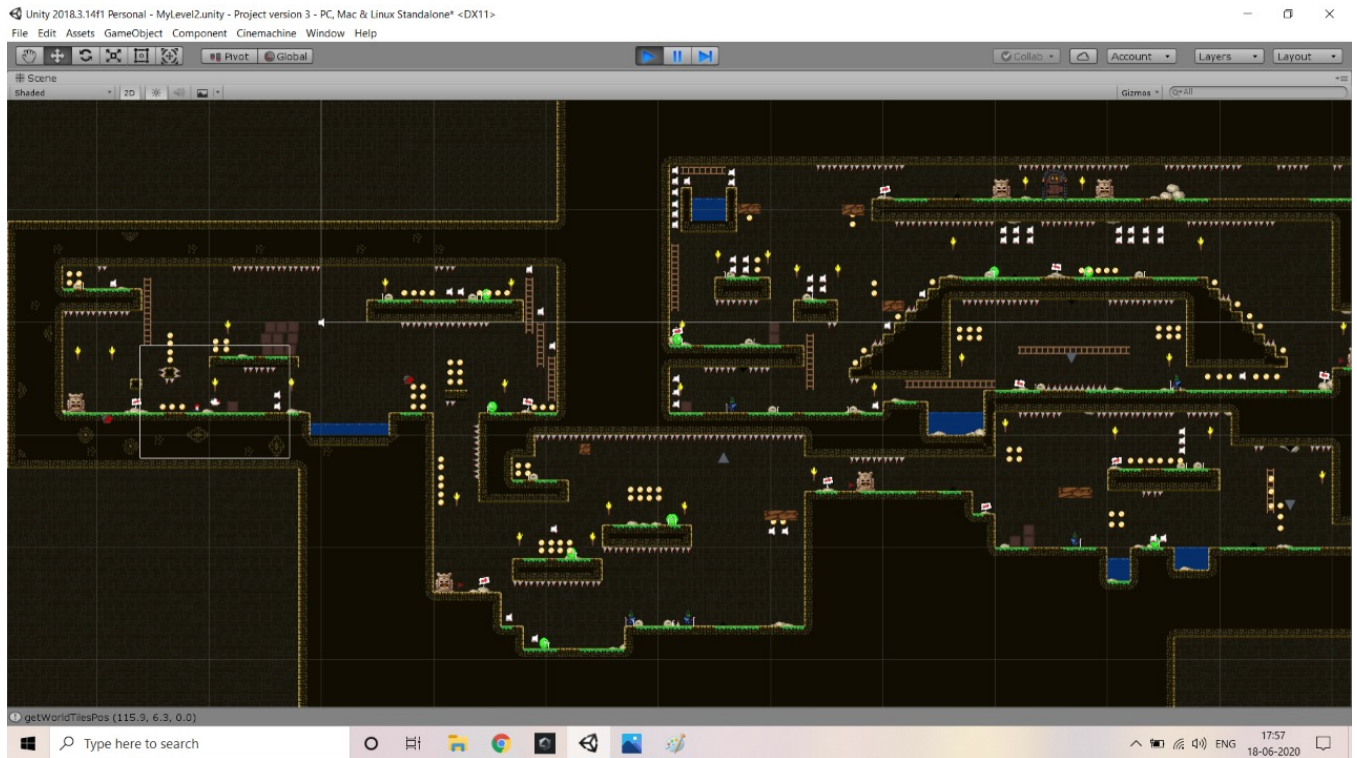 Unity 2018.3.14f1 Personal - MyLevel2.unity - Project version 3 - PC, Mac & Linux Standalone* <DX11>
File Edit Assets GameObject Component Cinemachine Window Help
Pivot Global Collab Account Layers Layout
Scene
Shaded 2D Gizmos All
getWorldTilesPos (115.9, 6.3, 0.0)
Type here to search ENG 17:57
18-06-2020